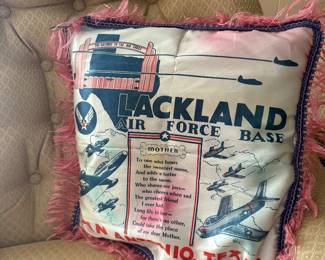 LACKLAND
AIR FORCE BASE
MOTHER
To one who bears
the sweetest name,
And adds a luster
to the same.
Who shares my joys—
who cheers when sad
The greatest friend
I ever had.
Long life to her—
for there's no other,
Could take the place
of my dear Mother.
SAN ANTONIO, TEXAS